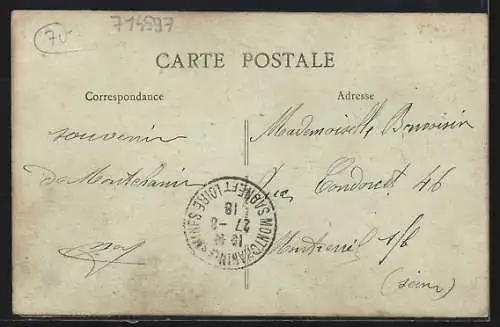 70
714597
CARTE POSTALE
Correspondance
Adresse
Souvenir
de Montchanin
Mademoiselle Bouvoisin
Rue Condorcet 46
Montreuil s/b
(Seine)
MONTCHANIN-LES-MINES
SAONE-ET-LOIRE
27-8
18